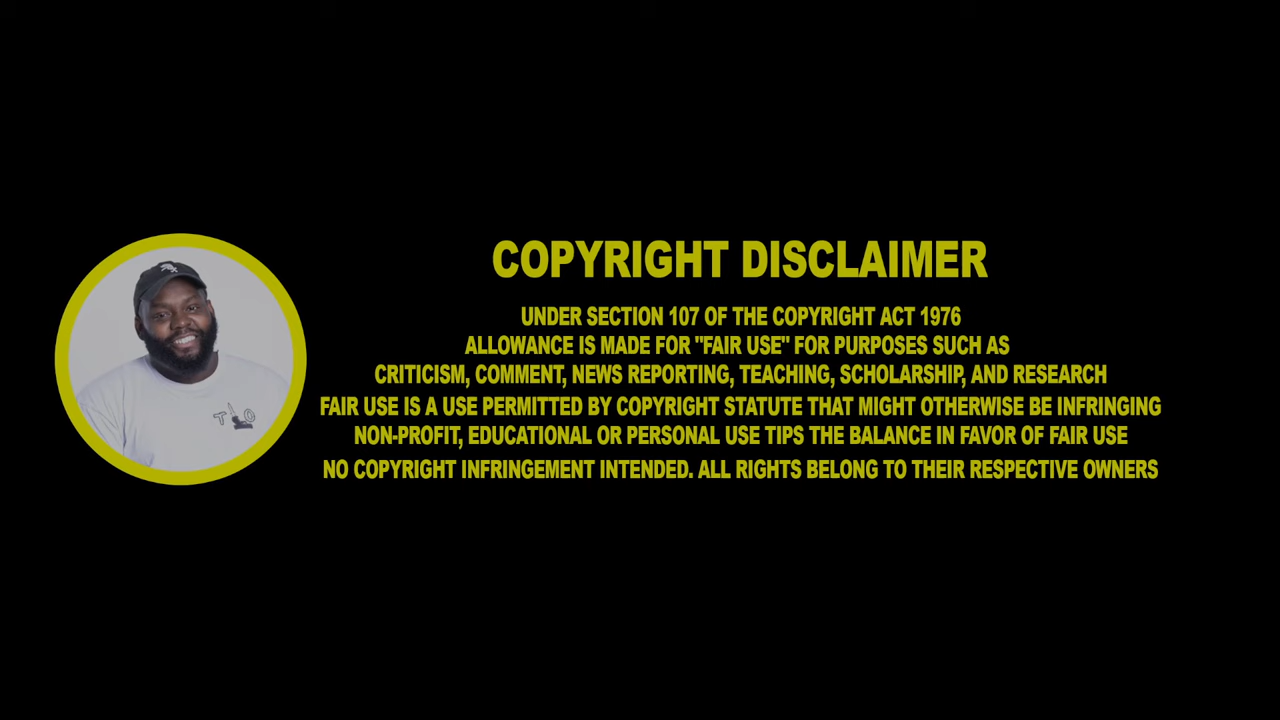 COPYRIGHT DISCLAIMER
UNDER SECTION 107 OF THE COPYRIGHT ACT 1976
ALLOWANCE IS MADE FOR "FAIR USE" FOR PURPOSES SUCH AS
CRITICISM, COMMENT, NEWS REPORTING, TEACHING, SCHOLARSHIP, AND RESEARCH
FAIR USE IS A USE PERMITTED BY COPYRIGHT STATUTE THAT MIGHT OTHERWISE BE INFRINGING
NON-PROFIT, EDUCATIONAL OR PERSONAL USE TIPS THE BALANCE IN FAVOR OF FAIR USE
NO COPYRIGHT INFRINGEMENT INTENDED. ALL RIGHTS BELONG TO THEIR RESPECTIVE OWNERS